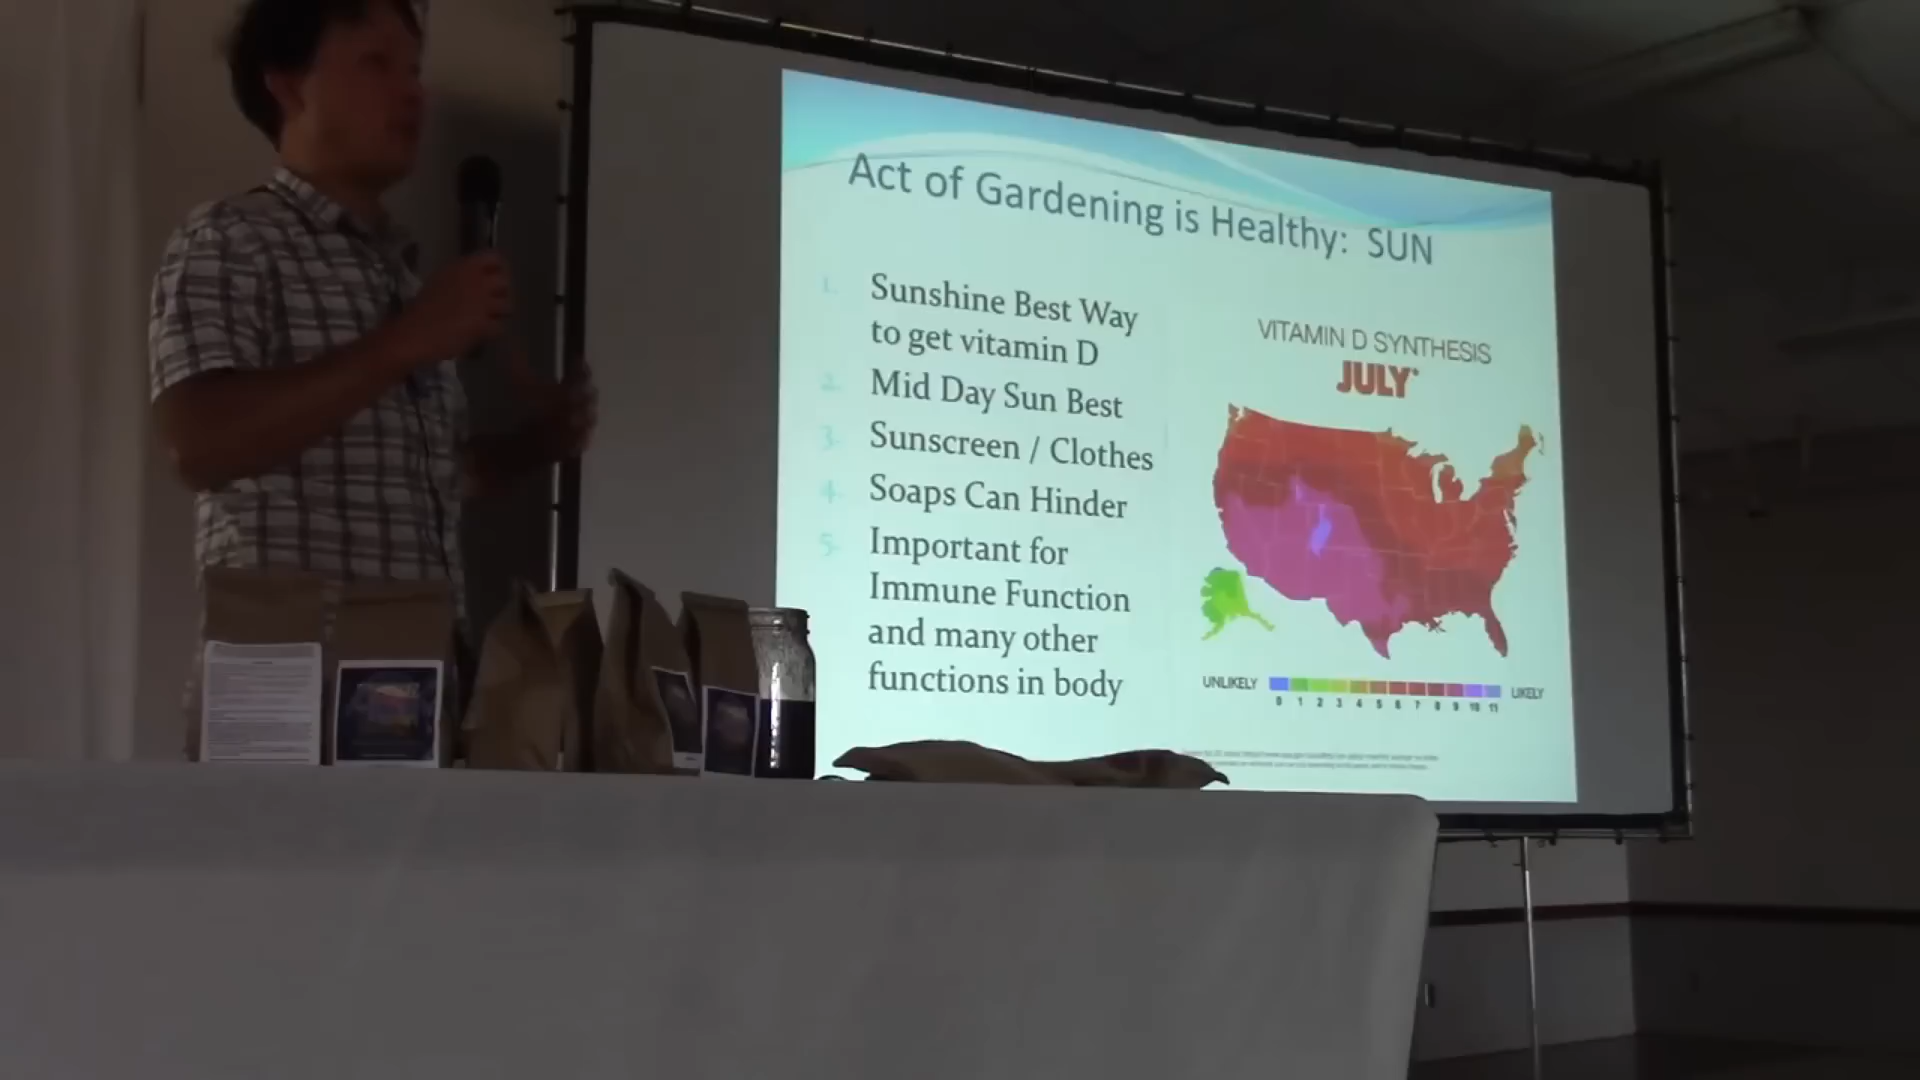 Act of Gardening is Healthy: SUN
1. Sunshine Best Way
to get vitamin D
2. Mid Day Sun Best
3. Sunscreen / Clothes
4. Soaps Can Hinder
5. Important for
Immune Function
and many other
functions in body
VITAMIN D SYNTHESIS
JULY*
UNLIKELY
LIKELY
0 1 2 3 4 5 6 7 8 9 10 11